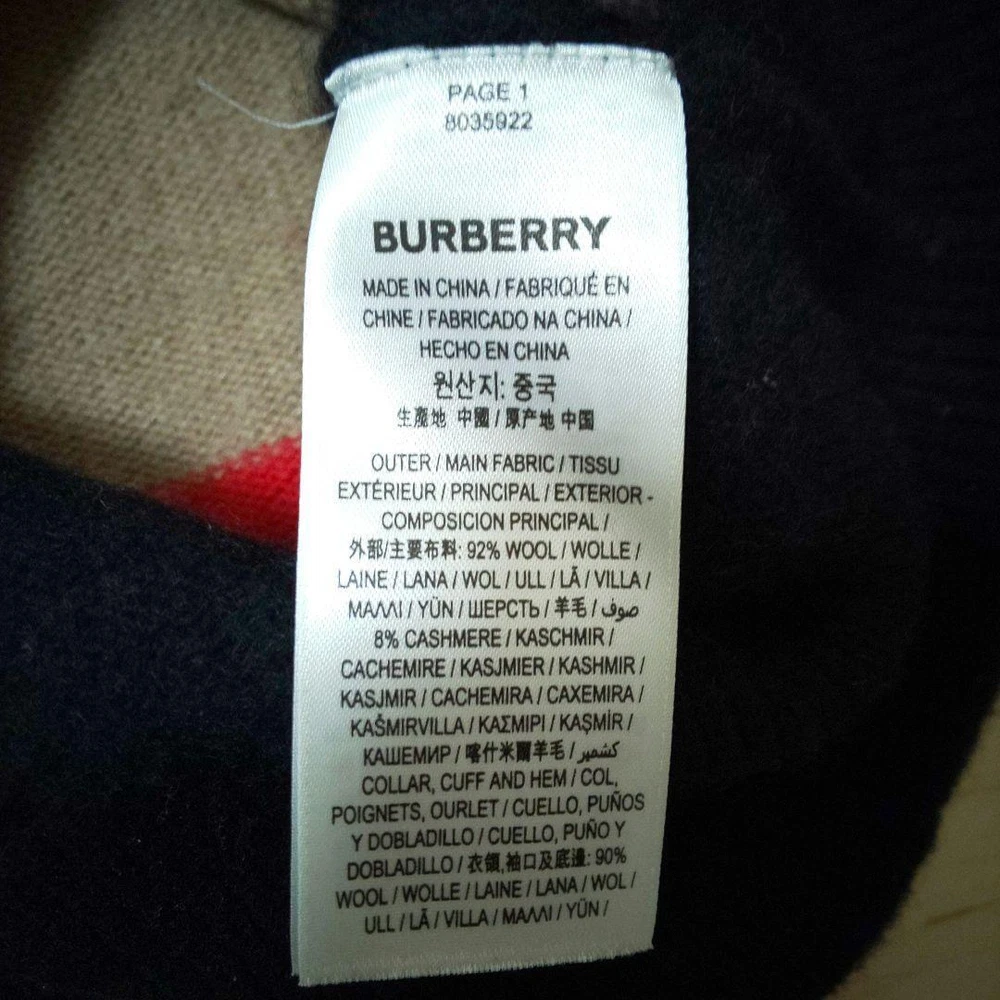 PAGE 1
8035922
BURBERRY
MADE IN CHINA / FABRIQUÉ EN
CHINE / FABRICADO NA CHINA /
HECHO EN CHINA
원산지: 중국
生產地 中國 / 原产地 中国
OUTER / MAIN FABRIC / TISSU
EXTÉRIEUR / PRINCIPAL / EXTERIOR -
COMPOSICION PRINCIPAL /
外部/主要布料: 92% WOOL / WOLLE /
LAINE / LANA / WOL / ULL / LÃ / VILLA /
ΜΑΛΛΙ / YÜN / ШЕРСТЬ / 羊毛 / صوف
8% CASHMERE / KASCHMIR /
CACHEMIRE / KASJMIER / KASHMIR /
KASJMIR / CACHEMIRA / CAXEMIRA /
KAŠMIRVILLA / ΚΑΣΜΙΡΙ / KAŞMİR /
КАШЕМИР / 喀什米爾羊毛 / كشمير
COLLAR, CUFF AND HEM / COL,
POIGNETS, OURLET / CUELLO, PUÑOS
Y DOBLADILLO / CUELLO, PUÑO Y
DOBLADILLO / 衣領,袖口及底邊: 90%
WOOL / WOLLE / LAINE / LANA / WOL /
ULL / LÃ / VILLA / ΜΑΛΛΙ / YÜN /